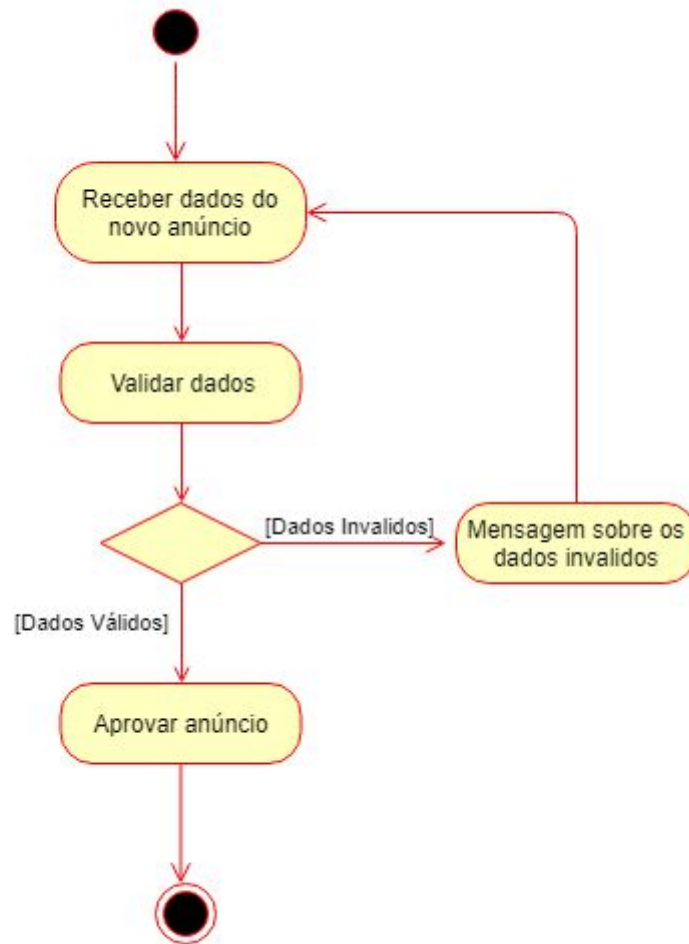 Receber dados do
novo anúncio
Validar dados
[Dados Invalidos]
Mensagem sobre os
dados invalidos
[Dados Válidos]
Aprovar anúncio